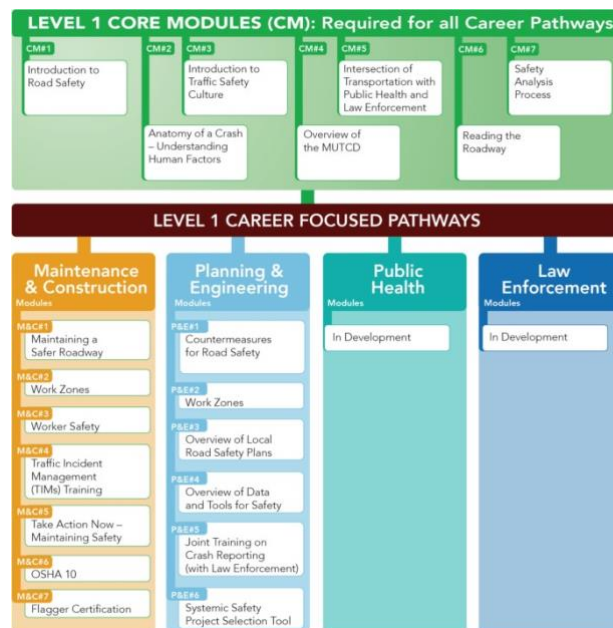 LEVEL 1 CORE MODULES (CM): Required for all Career Pathways
CM#1
Introduction to
Road Safety
CM#2
Anatomy of a Crash
– Understanding
Human Factors
CM#3
Introduction to
Traffic Safety
Culture
CM#4
Overview of
the MUTCD
CM#5
Intersection of
Transportation with
Public Health and
Law Enforcement
CM#6
Reading the
Roadway
CM#7
Safety
Analysis
Process
LEVEL 1 CAREER FOCUSED PATHWAYS
Maintenance
& Construction
Modules
M&C#1
Maintaining a
Safer Roadway
M&C#2
Work Zones
M&C#3
Worker Safety
M&C#4
Traffic Incident
Management
(TIMs) Training
M&C#5
Take Action Now –
Maintaining Safety
M&C#6
OSHA 10
M&C#7
Flagger Certification
Planning &
Engineering
Modules
P&E#1
Countermeasures
for Road Safety
P&E#2
Work Zones
P&E#3
Overview of Local
Road Safety Plans
P&E#4
Overview of Data
and Tools for Safety
P&E#5
Joint Training on
Crash Reporting
(with Law Enforcement)
P&E#6
Systemic Safety
Project Selection Tool
Public
Health
Modules
In Development
Law
Enforcement
Modules
In Development